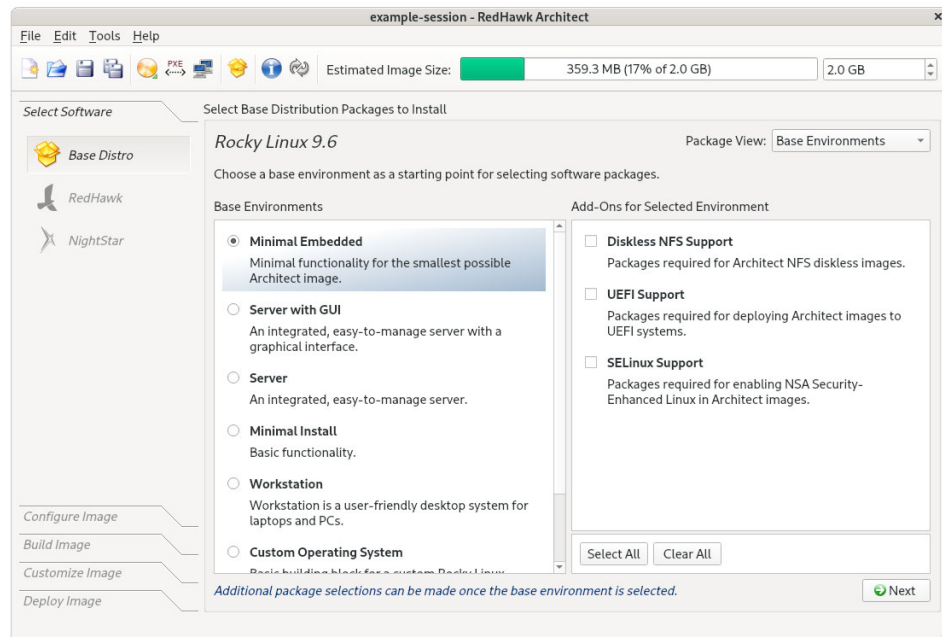 example-session - RedHawk Architect
x
File Edit Tools Help
PXE
Estimated Image Size:
359.3 MB (17% of 2.0 GB)
2.0 GB
Select Software
Base Distro
RedHawk
NightStar
Configure Image
Build Image
Customize Image
Deploy Image
Select Base Distribution Packages to Install
Rocky Linux 9.6
Package View: Base Environments
Choose a base environment as a starting point for selecting software packages.
Base Environments
Minimal Embedded
Minimal functionality for the smallest possible
Architect image.
Server with GUI
An integrated, easy-to-manage server with a
graphical interface.
Server
An integrated, easy-to-manage server.
Minimal Install
Basic functionality.
Workstation
Workstation is a user-friendly desktop system for
laptops and PCs.
Custom Operating System
Basic building block for a custom Rocky Linux
Add-Ons for Selected Environment
Diskless NFS Support
Packages required for Architect NFS diskless images.
UEFI Support
Packages required for deploying Architect images to
UEFI systems.
SELinux Support
Packages required for enabling NSA Security-
Enhanced Linux in Architect images.
Select All
Clear All
Additional package selections can be made once the base environment is selected.
Next